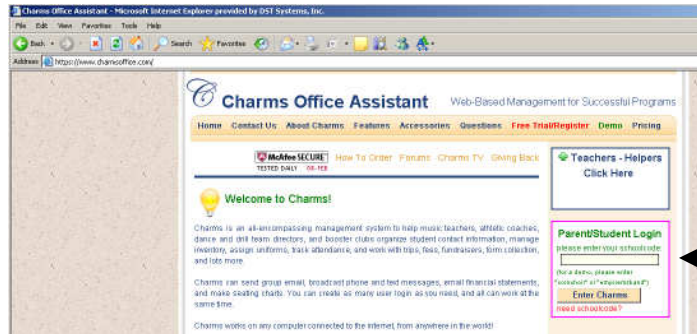 Charms Office Assistant - Microsoft Internet Explorer provided by DST Systems, Inc.
File Edit View Favorites Tools Help
Back Search Favorites
Address https://www.charmsoffice.com/
Charms Office Assistant Web-Based Management for Successful Programs
Home Contact Us About Charms Features Accessories Questions Free Trial/Register Demo Pricing
McAfee SECURE How To Order Forums Charms TV Giving Back
TESTED DAILY 08-FEB
Teachers - Helpers
Click Here
Welcome to Charms!
Charms is an all-encompassing management system to help music teachers, athletic coaches,
dance and drill team directors, and booster clubs organize student contact information, manage
inventory, assign uniforms, track attendance, and work with trips, fees, fundraisers, form collection,
and lots more.
Charms can send group email, broadcast phone and text messages, email financial statements,
and make seating charts. You can create as many user login as you need, and all can work at the
same time.
Charms works on any computer connected to the internet, from anywhere in the world!
Parent/Student Login
please enter your schoolcode:
(for a demo, please enter
Enter Charms
need schoolcode?